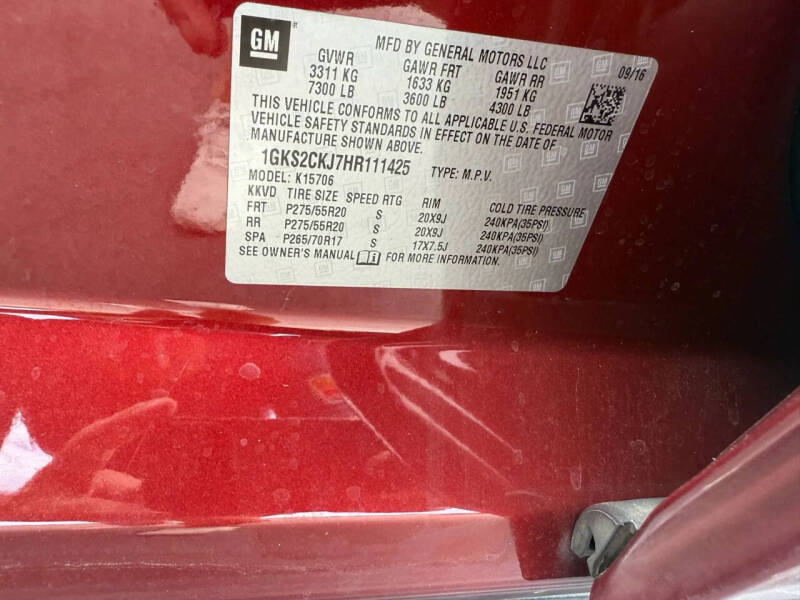 GM
MFD BY GENERAL MOTORS LLC
GVWR GAWR FRT GAWR RR 09/16
3311 KG 1633 KG 1951 KG
7300 LB 3600 LB 4300 LB
THIS VEHICLE CONFORMS TO ALL APPLICABLE U.S. FEDERAL MOTOR
VEHICLE SAFETY STANDARDS IN EFFECT ON THE DATE OF
MANUFACTURE SHOWN ABOVE.
1GKS2CKJ7HR111425 TYPE: M.P.V.
MODEL: K15706
KKVD TIRE SIZE SPEED RTG RIM COLD TIRE PRESSURE
FRT P275/55R20 S 20X9J 240KPA(35PSI)
RR P275/55R20 S 20X9J 240KPA(35PSI)
SPA P265/70R17 S 17X7.5J 240KPA(35PSI)
SEE OWNER'S MANUAL FOR MORE INFORMATION.